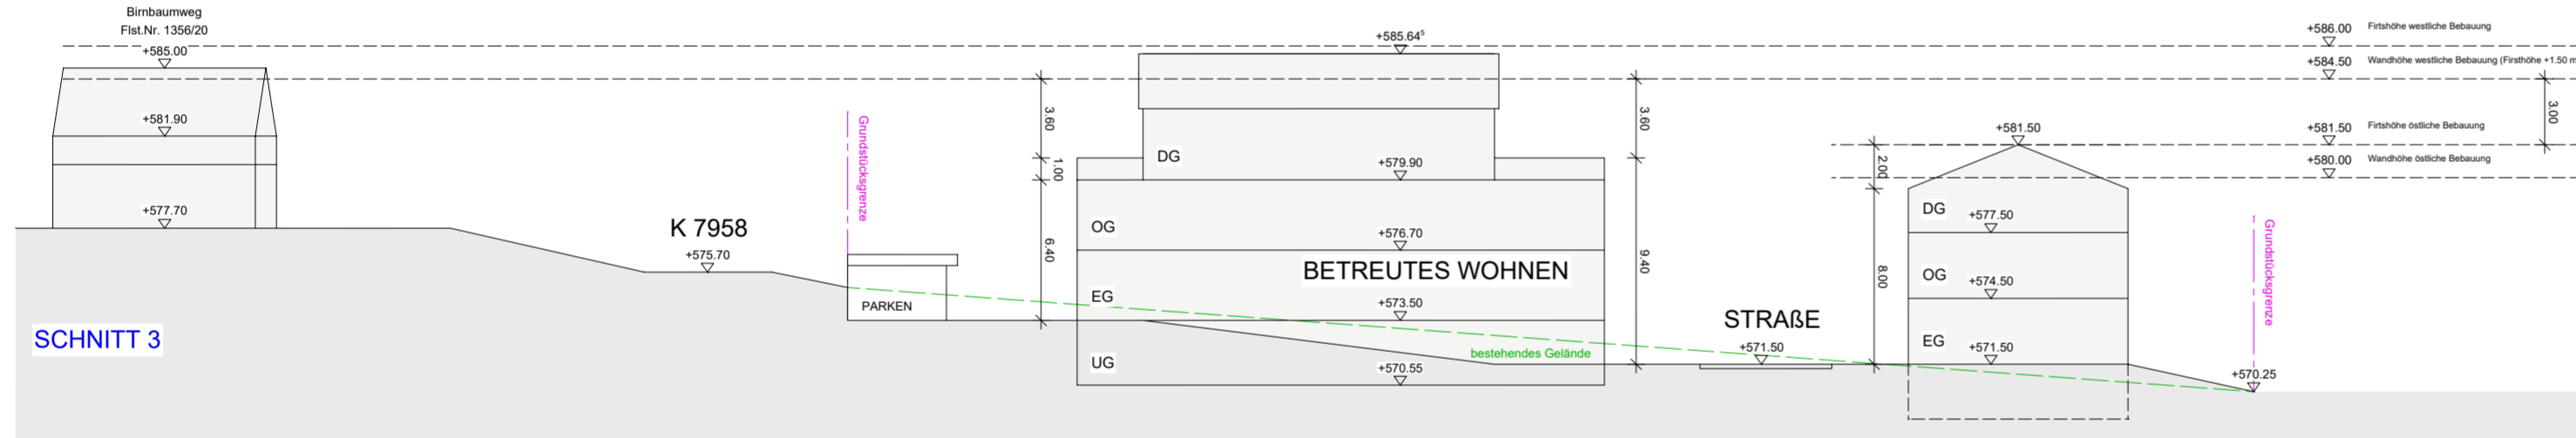 Birnbaumweg
Flst.Nr. 1356/20
+585.00
+581.90
+577.70
SCHNITT 3
K 7958
+575.70
Grundstücksgrenze
PARKEN
3.60
1.00
6.40
+585.64⁵
DG
+579.90
OG
+576.70
BETREUTES WOHNEN
EG
+573.50
bestehendes Gelände
UG
+570.55
3.60
9.40
STRAßE
+571.50
2.00
8.00
+581.50
DG
+577.50
OG
+574.50
EG
+571.50
Grundstücksgrenze
+570.25
+586.00 Firtshöhe westliche Bebauung
+584.50 Wandhöhe westliche Bebauung (Firsthöhe +1.50 m
3.00
+581.50 Firtshöhe östliche Bebauung
+580.00 Wandhöhe östliche Bebauung